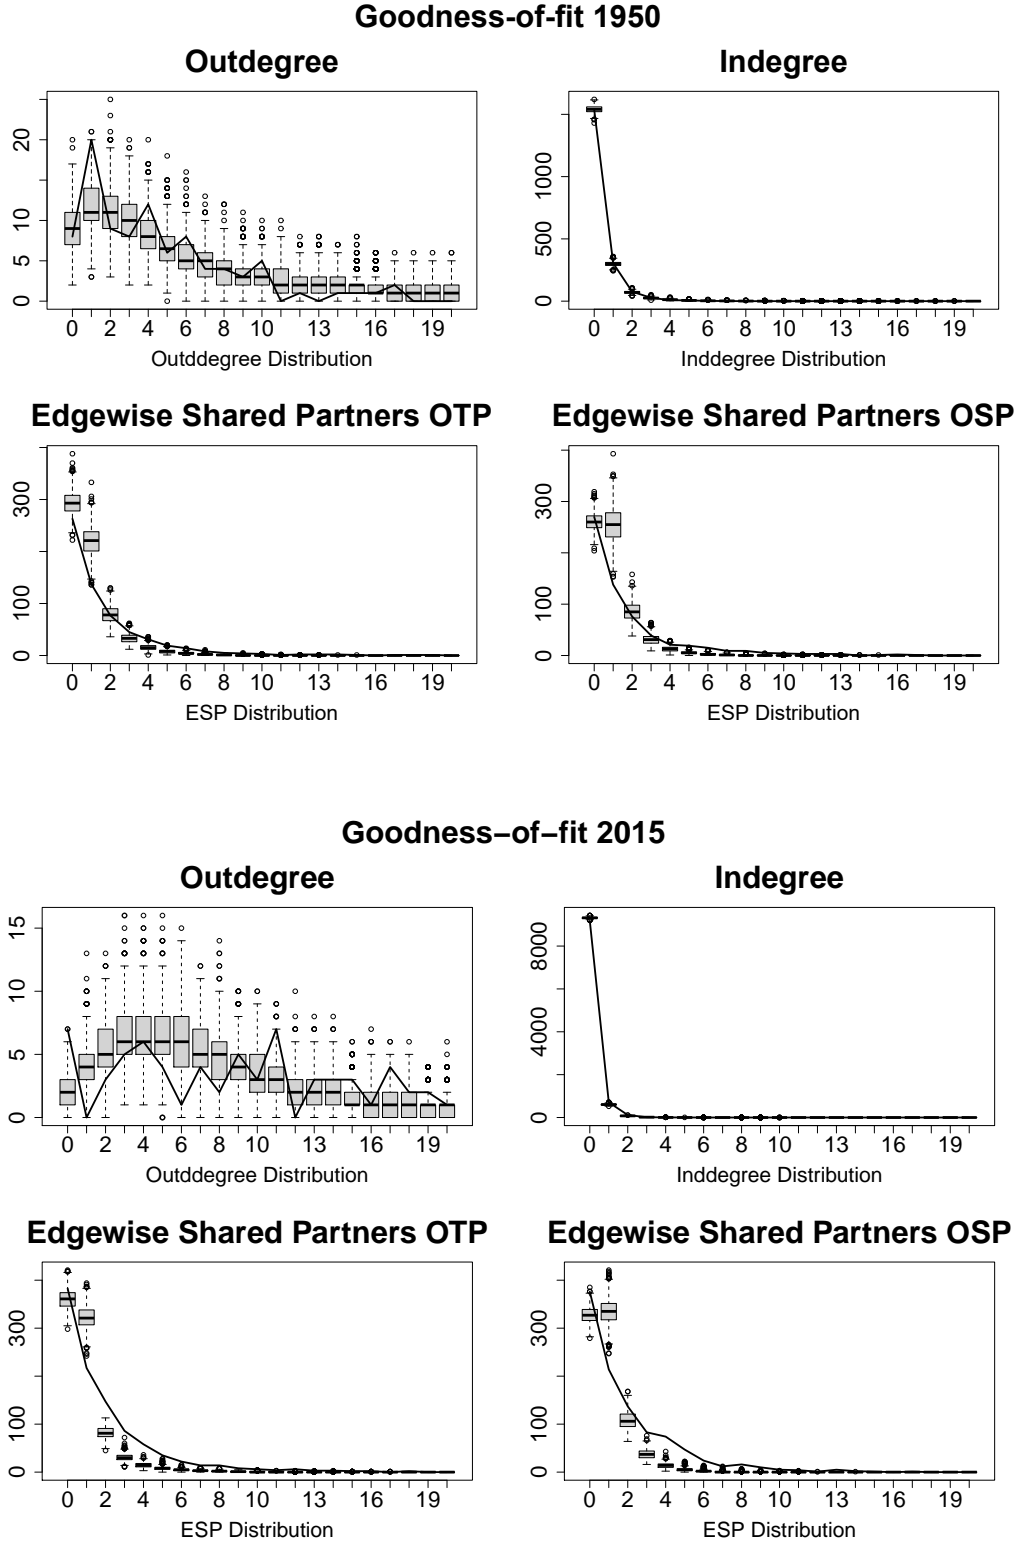 Goodness-of-fit 1950
Outdegree Indegree
20
10
5
0
1000
500
0
0 2 4 6 8 10 13 16 19 0 2 4 6 8 10 13 16 19
Outddegree Distribution Inddegree Distribution
Edgewise Shared Partners OTP Edgewise Shared Partners OSP
300
100
0
300
100
0
0 2 4 6 8 10 13 16 19 0 2 4 6 8 10 13 16 19
ESP Distribution ESP Distribution
Goodness−of−fit 2015
Outdegree Indegree
15
10
5
0
8000
4000
0
0 2 4 6 8 10 13 16 19 0 2 4 6 8 10 13 16 19
Outddegree Distribution Inddegree Distribution
Edgewise Shared Partners OTP Edgewise Shared Partners OSP
300
100
0
300
100
0
0 2 4 6 8 10 13 16 19 0 2 4 6 8 10 13 16 19
ESP Distribution ESP Distribution